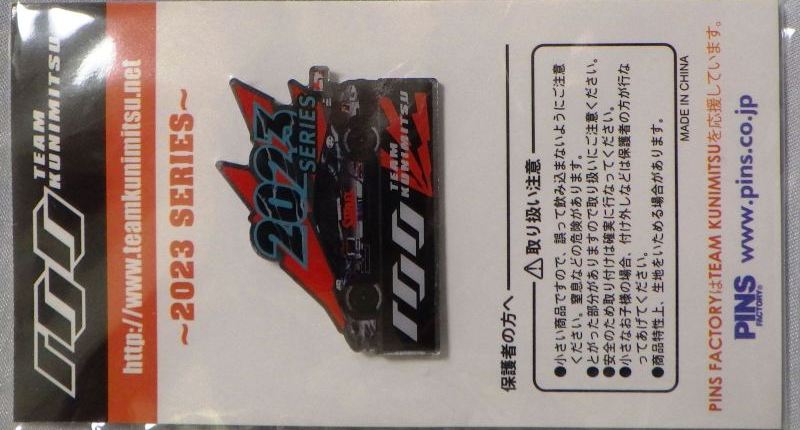 100
TEAM
KUNIMITSU
http://www.teamkunimitsu.net
~2023 SERIES~
2023
SERIES
100
TEAM
KUNIMITSU
保護者の方へ
⚠取り扱い注意
●小さい商品ですので、誤って飲み込まないようにご注意
ください。窒息などの危険があります。
●とがった部分がありますので取り扱いにご注意ください。
●安全のため取り付けは確実に行なってください。
●小さなお子様の場合、付け外しなどは保護者の方が行な
ってあげてください。
●商品特性上、生地をいためる場合があります。
MADE IN CHINA
PINS FACTORYはTEAM KUNIMITSUを応援しています。
PINS
FACTORY
www.pins.co.jp